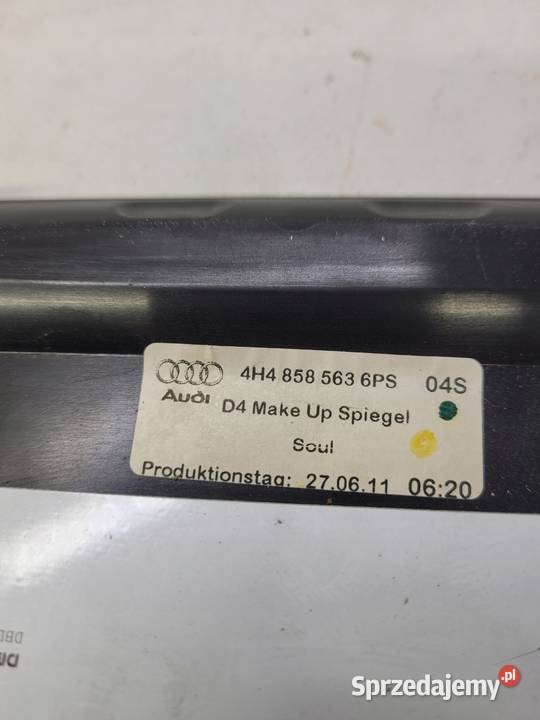 4H4 858 563 6PS 04S
Audi D4 Make Up Spiegel
Soul
Produktionstag: 27.06.11 06:20
Sprzedajemy.pl